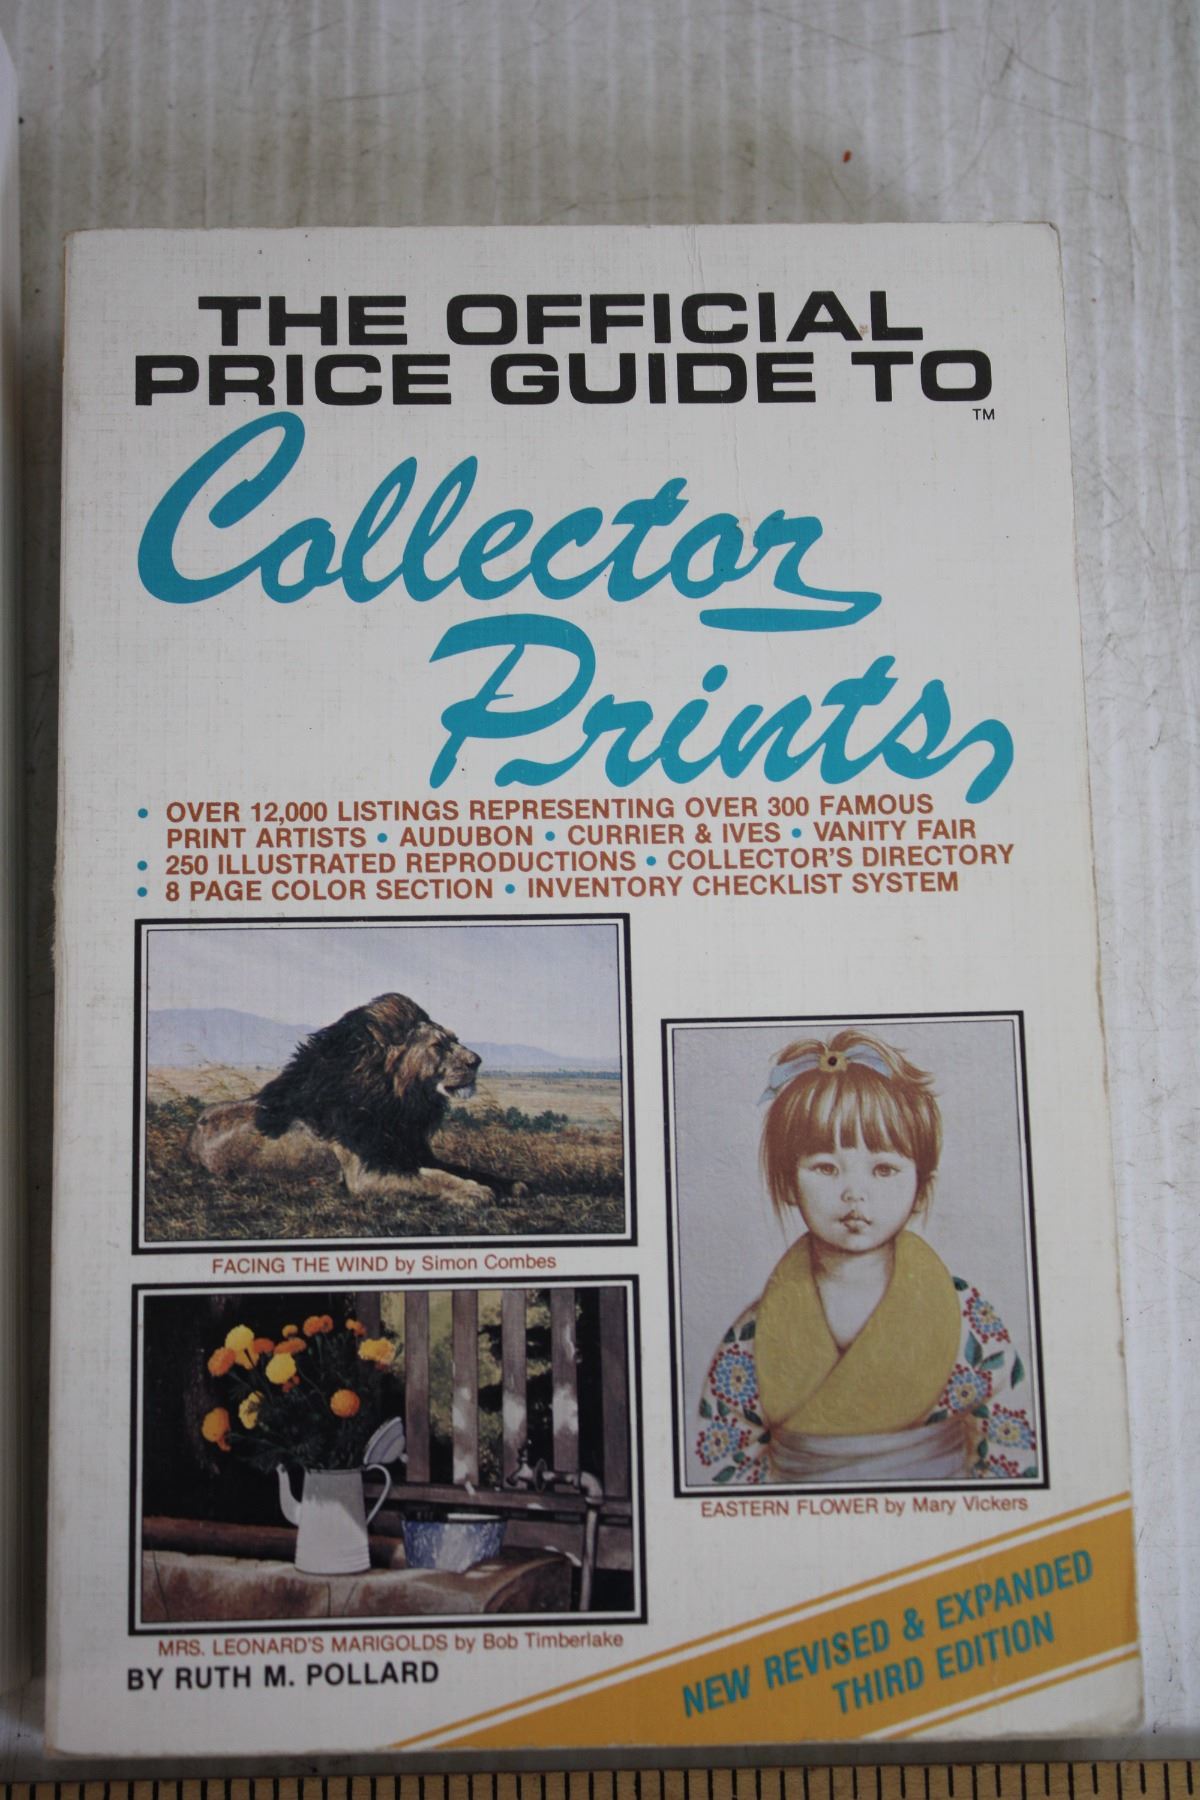 THE OFFICIAL
PRICE GUIDE TO
™
Collector
Prints
• OVER 12,000 LISTINGS REPRESENTING OVER 300 FAMOUS
PRINT ARTISTS • AUDUBON • CURRIER & IVES • VANITY FAIR
• 250 ILLUSTRATED REPRODUCTIONS • COLLECTOR'S DIRECTORY
• 8 PAGE COLOR SECTION • INVENTORY CHECKLIST SYSTEM
FACING THE WIND by Simon Combes
EASTERN FLOWER by Mary Vickers
MRS. LEONARD'S MARIGOLDS by Bob Timberlake
BY RUTH M. POLLARD
NEW REVISED & EXPANDED
THIRD EDITION